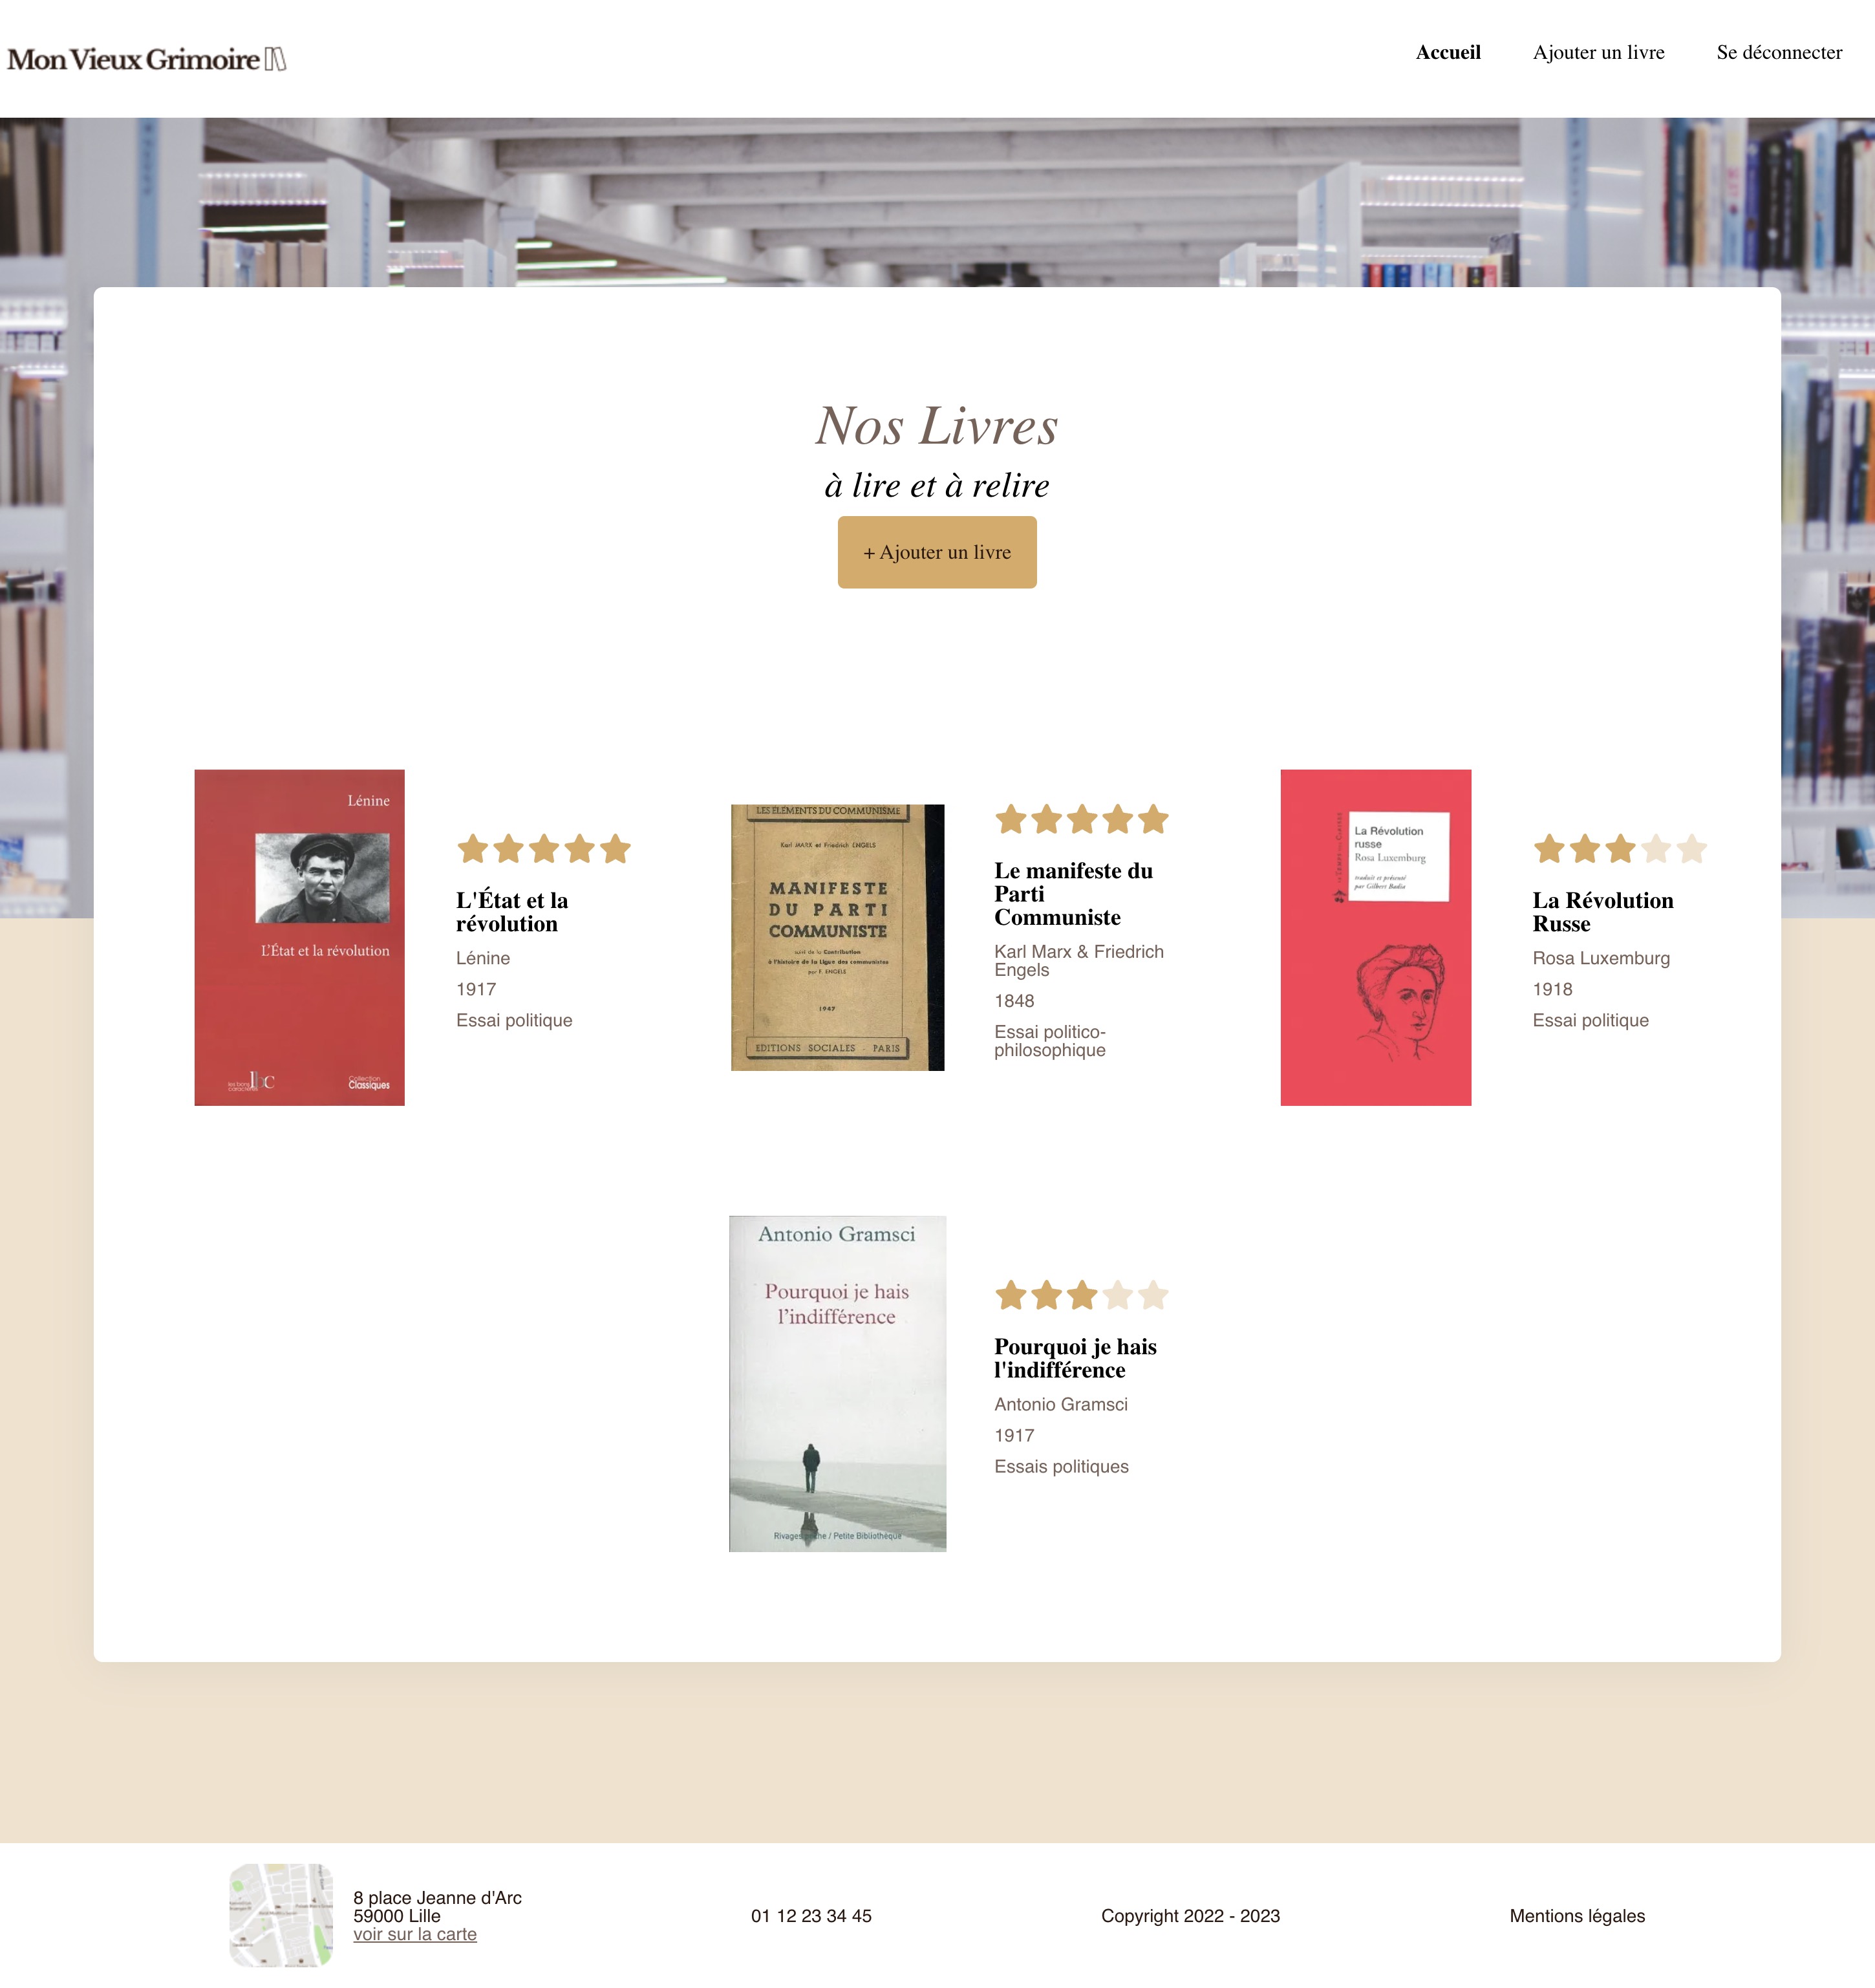 Mon Vieux Grimoire
Accueil
Ajouter un livre
Se déconnecter
Nos Livres
à lire et à relire
+ Ajouter un livre
Lénine
L'État et la révolution
les bons caractères
lbc
Collection
Classiques
L'État et la
révolution
Lénine
1917
Essai politique
LES ÉLÉMENTS DU COMMUNISME
Karl MARX et Friedrich ENGELS
MANIFESTE
DU PARTI
COMMUNISTE
suivi de la Contribution
à l'histoire de la Ligue des communistes
par F. ENGELS
1947
EDITIONS SOCIALES - PARIS
Le manifeste du
Parti
Communiste
Karl Marx & Friedrich
Engels
1848
Essai politico-
philosophique
La Révolution
russe
Rosa Luxemburg
traduit et présenté
par Gilbert Badia
La Révolution
Russe
Rosa Luxemburg
1918
Essai politique
Antonio Gramsci
Pourquoi je hais
l'indifférence
Rivages poche / Petite Bibliothèque
Pourquoi je hais
l'indifférence
Antonio Gramsci
1917
Essais politiques
8 place Jeanne d'Arc
59000 Lille
voir sur la carte
01 12 23 34 45
Copyright 2022 - 2023
Mentions légales